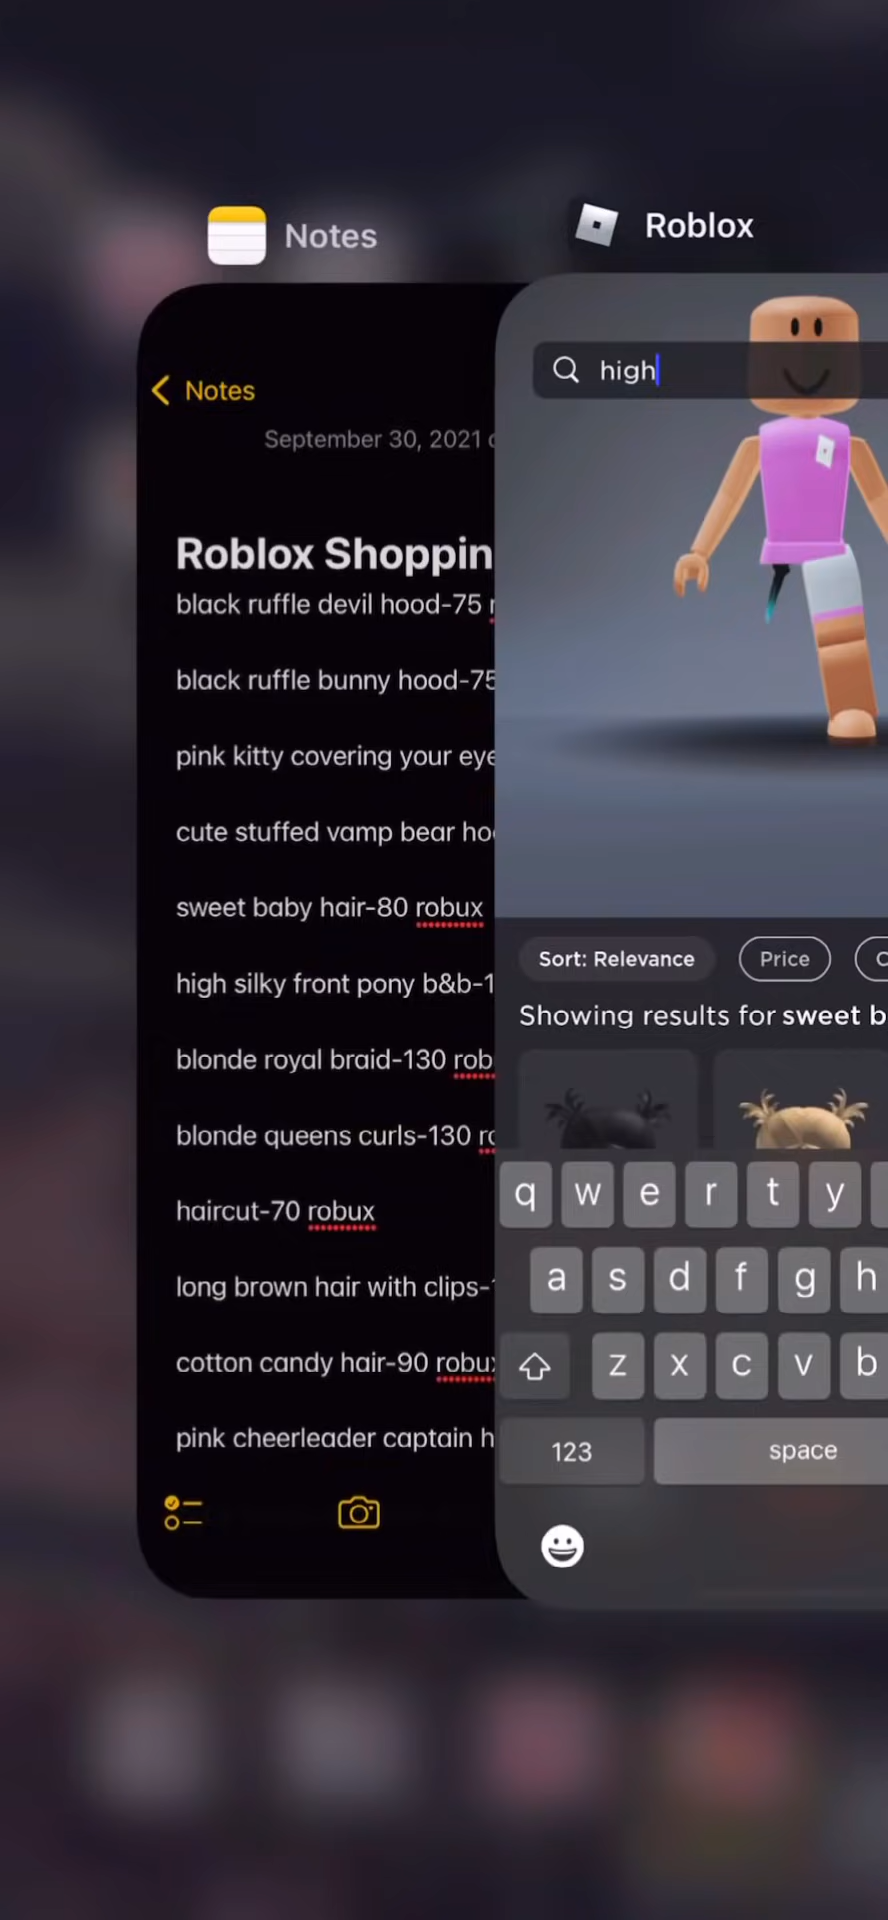 Notes
Roblox
Notes
September 30, 2021
Roblox Shoppin
black ruffle devil hood-75
black ruffle bunny hood-75
pink kitty covering your eye
cute stuffed vamp bear ho
sweet baby hair-80 robux
high silky front pony b&b-1
blonde royal braid-130 rob
blonde queens curls-130 ro
haircut-70 robux
long brown hair with clips-
cotton candy hair-90 robux
pink cheerleader captain h
high
Sort: Relevance
Price
Showing results for sweet b
q w e r t y
a s d f g h
z x c v b
123
space